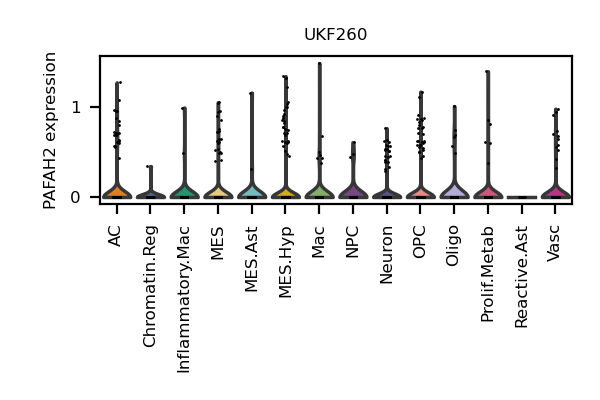 UKF260
PAFAH2 expression
1
0
AC
Chromatin.Reg
Inflammatory.Mac
MES
MES.Ast
MES.Hyp
Mac
NPC
Neuron
OPC
Oligo
Prolif.Metab
Reactive.Ast
Vasc